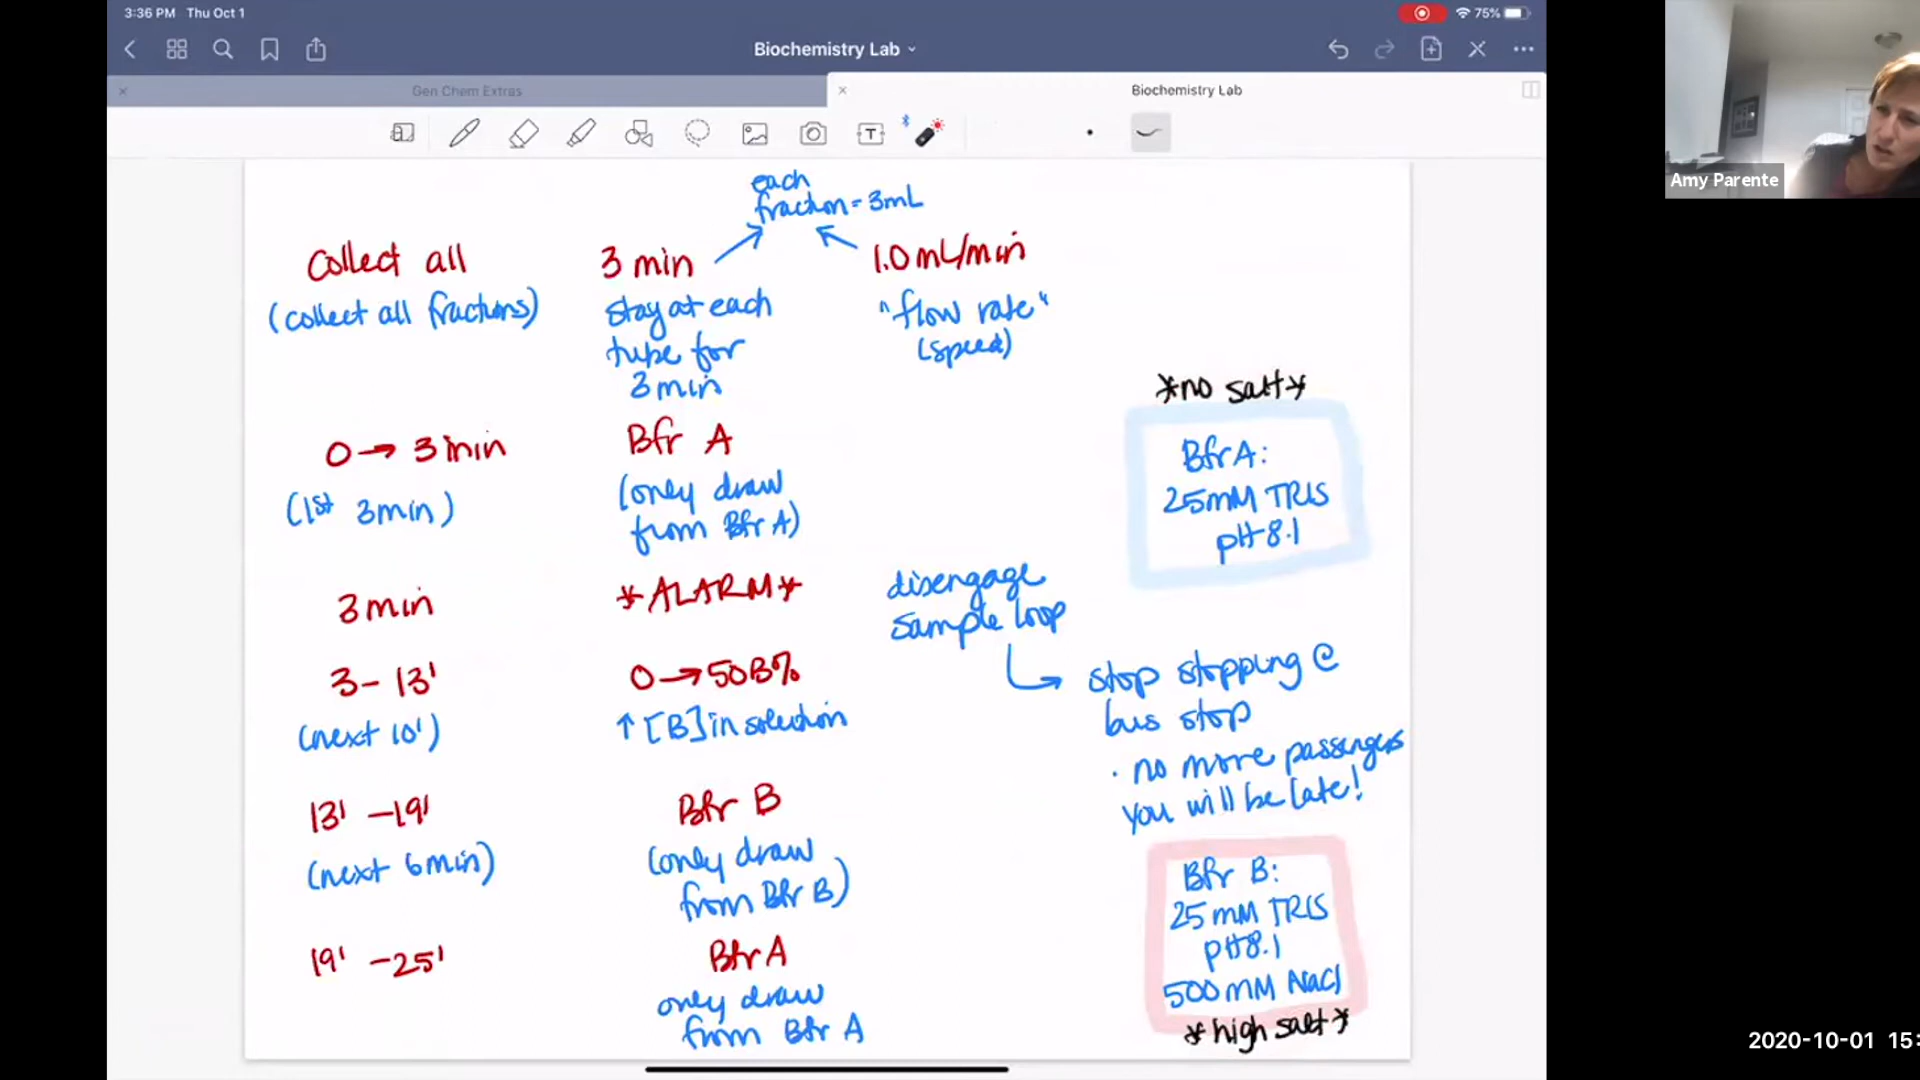 3:36 PM Thu Oct 1
75%
Biochemistry Lab
Gen Chem Extras
Biochemistry Lab
T
Amy Parente
each
fraction = 3mL
Collect all
3 min
1.0 mL/min
(collect all fractions)
stay at each
tube for
3 min
"flow rate"
(speed)
*no salt*
0 → 3 min
Bfr A
(1st 3min)
(only draw
from Bfr A)
Bfr A:
25mM TRIS
pH 8.1
3 min
*ALARM*
disengage
sample loop
3 - 13'
0 → 50 B%
(next 10')
↑ [B] in solution
stop stopping @
bus stop
· no more passengers
you will be late!
13' - 19'
Bfr B
(next 6 min)
(only draw
from Bfr B)
Bfr B:
25 mM TRIS
pH 8.1
500 mM NaCl
*high salt*
19' - 25'
Bfr A
only draw
from Bfr A
2020-10-01 15: